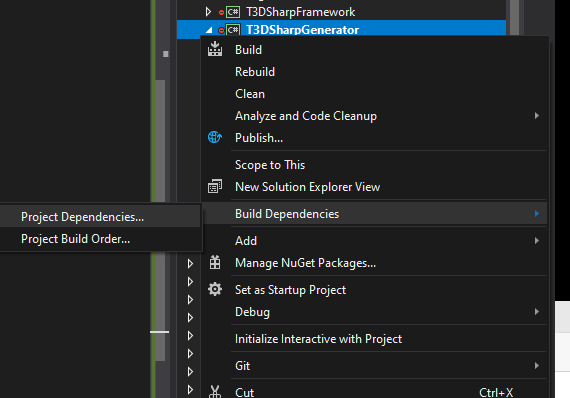 C# T3DSharpFramework
C# T3DSharpGenerator
Build
Rebuild
Clean
Analyze and Code Cleanup
Publish...
Scope to This
New Solution Explorer View
Build Dependencies
Project Dependencies...
Project Build Order...
Add
Manage NuGet Packages...
Set as Startup Project
Debug
Initialize Interactive with Project
Git
Cut Ctrl+X